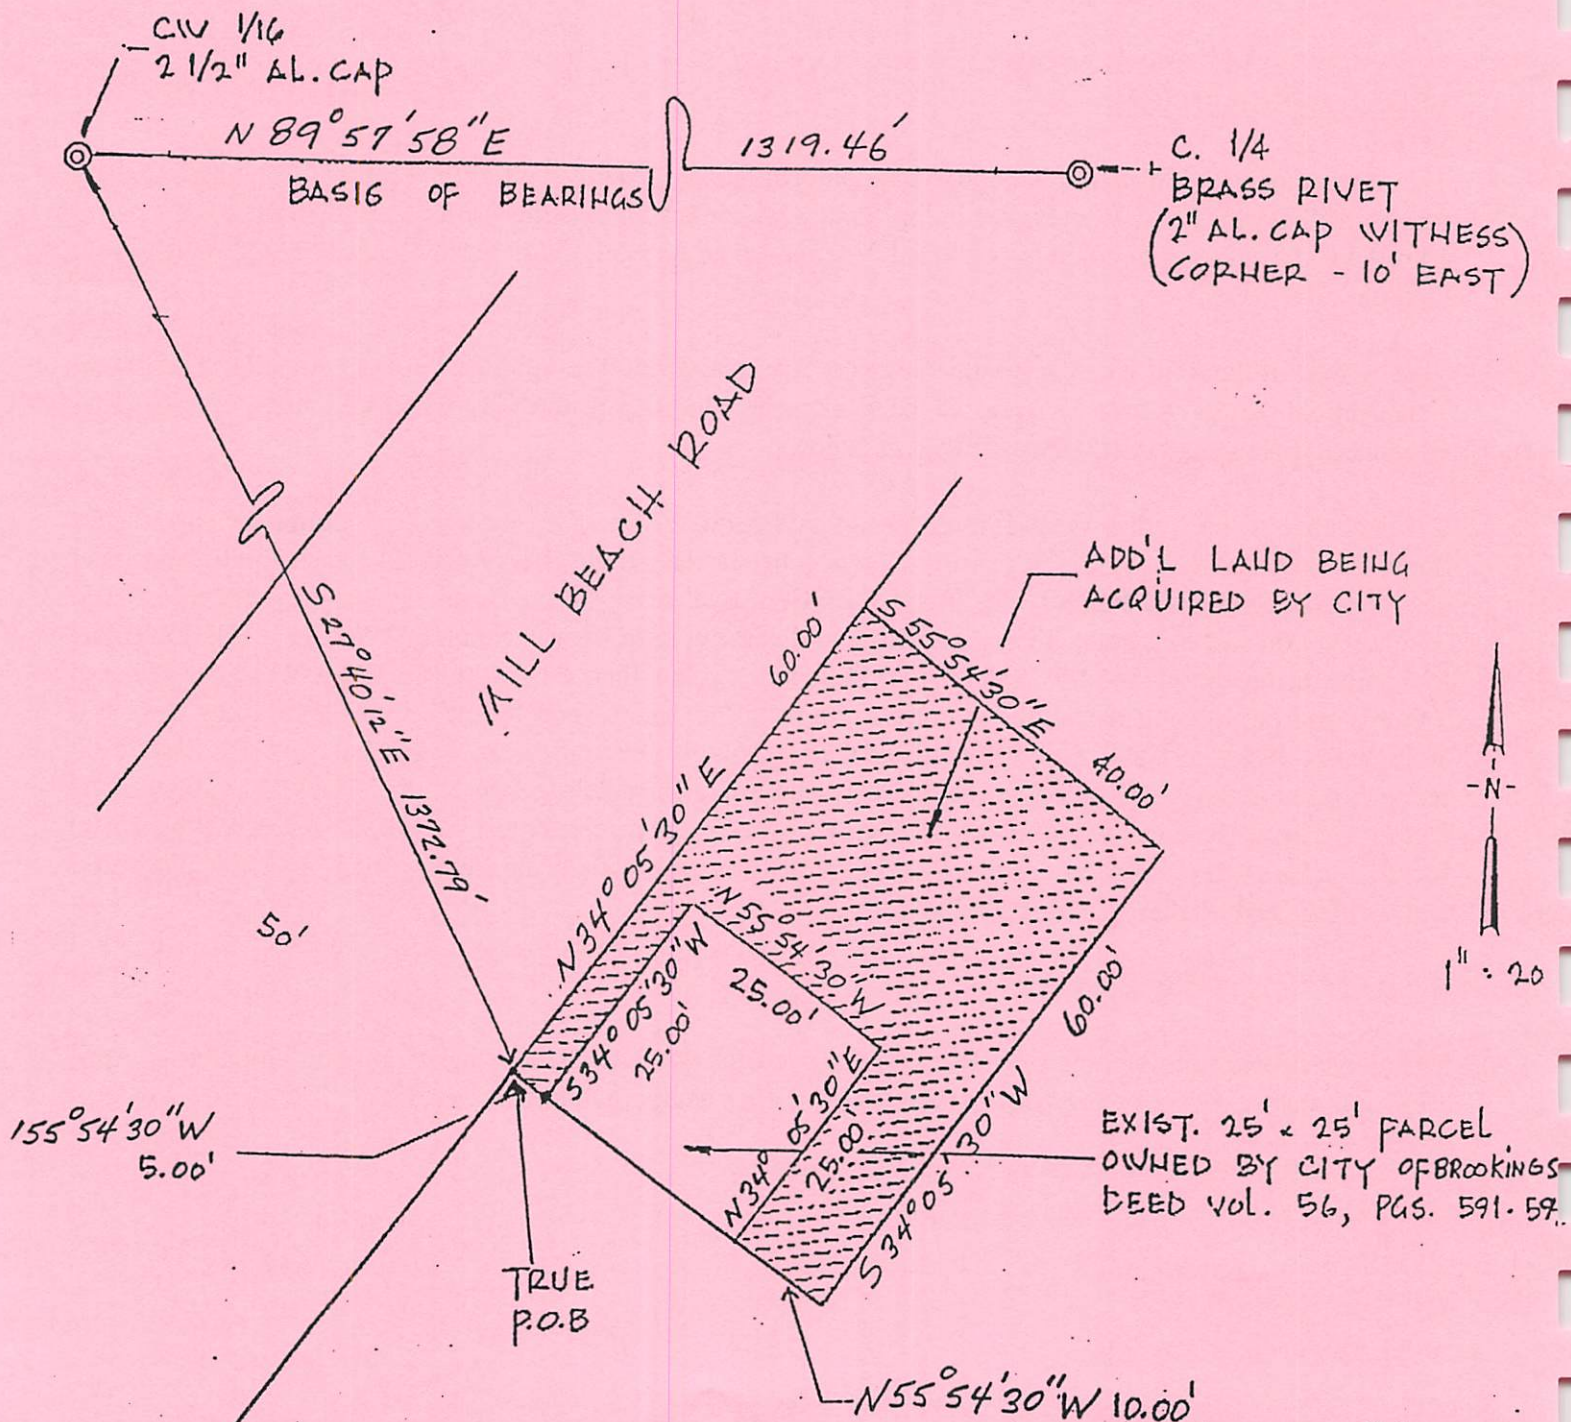 CW 1/16
2 1/2" AL. CAP
N 89° 57' 58" E
1319.46'
BASIS OF BEARINGS
C. 1/4
BRASS RIVET
(2" AL. CAP WITNESS)
(CORNER - 10' EAST)
MILL BEACH ROAD
S 27° 40' 12" E 1372.79'
50'
60.00'
N 34° 05' 30" E
S 55° 54' 30" E
40.00'
ADD'L LAND BEING
ACQUIRED BY CITY
-N-
1" : 20
N 55° 54' 30" W
25.00'
S 34° 05' 30" W
25.00'
N 34° 05' 30" E
25.00'
60.00'
S 34° 05' 30" W
155° 54' 30" W
5.00'
TRUE
P.O.B
EXIST. 25' x 25' PARCEL
OWNED BY CITY OF BROOKINGS
DEED VOL. 56, PGS. 591-59
N 55° 54' 30" W 10.00'